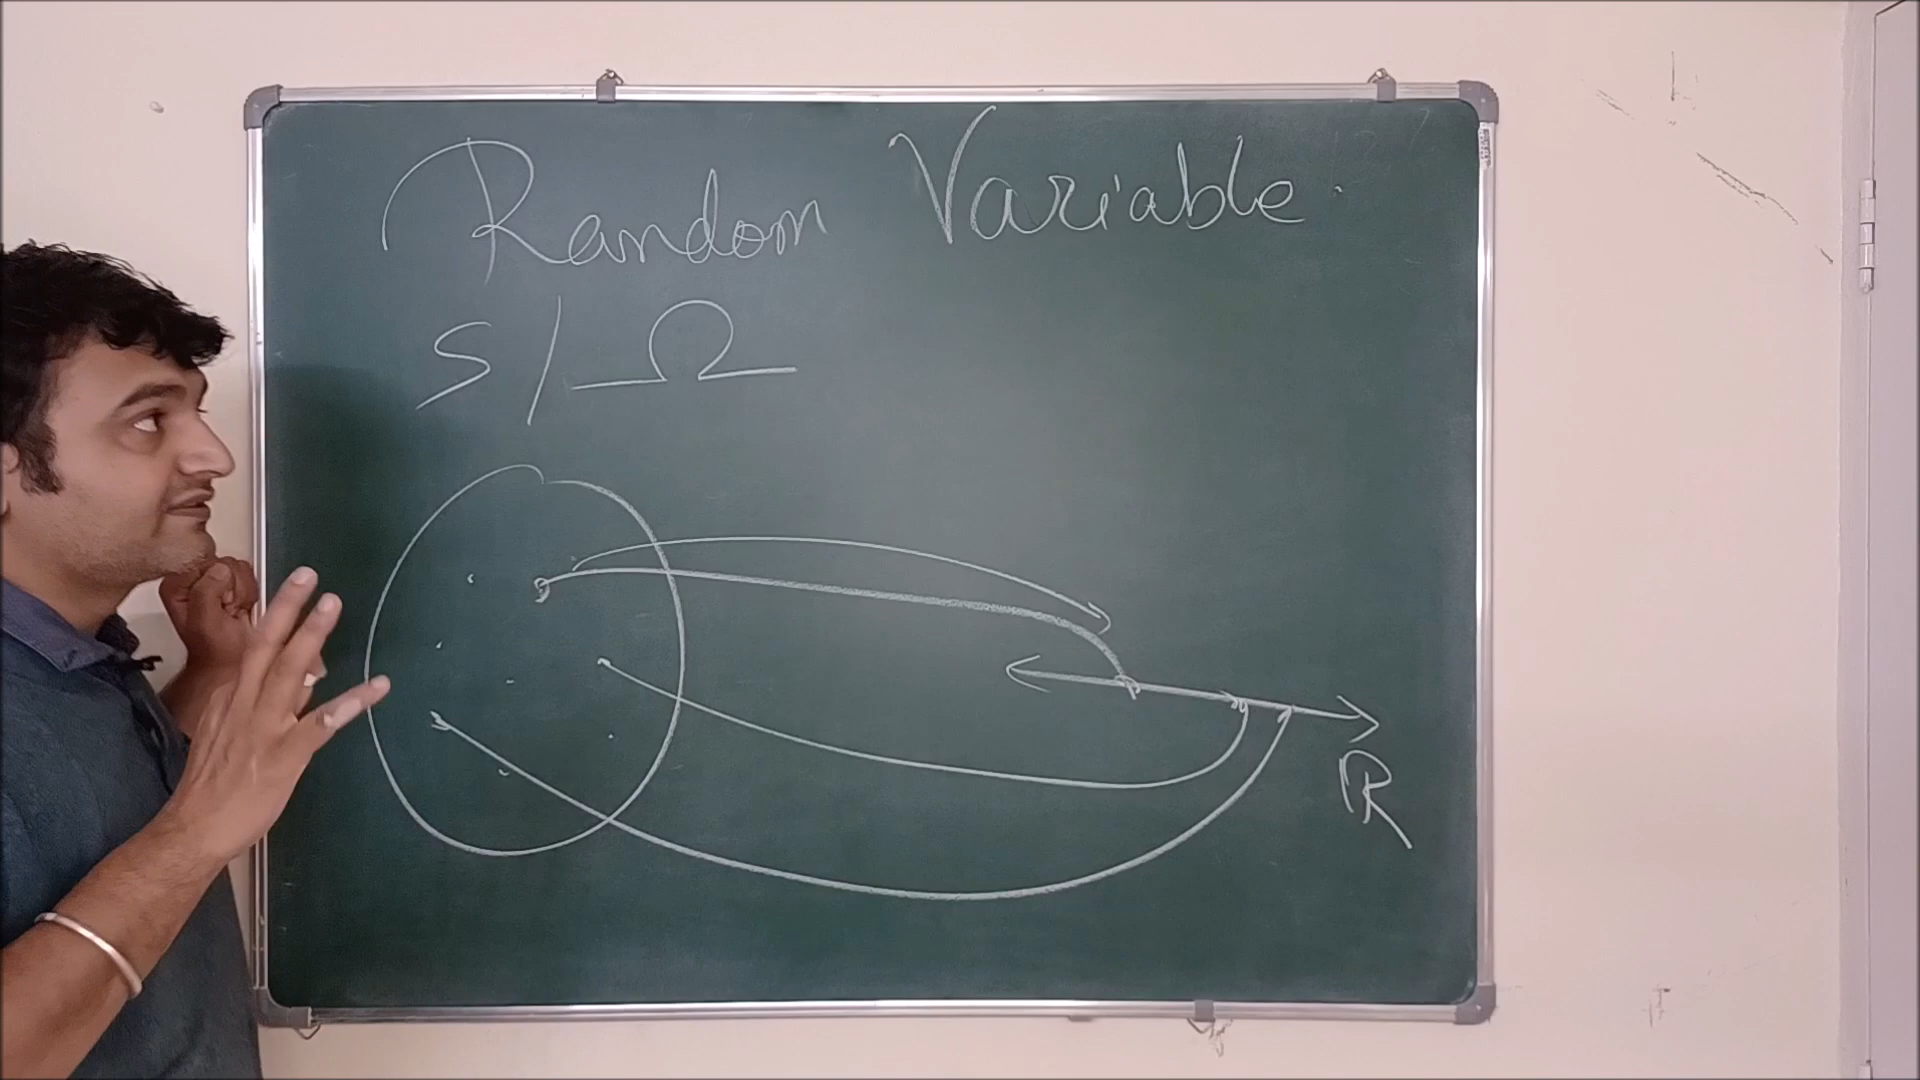 Random Variable.
S/Ω
ℝ